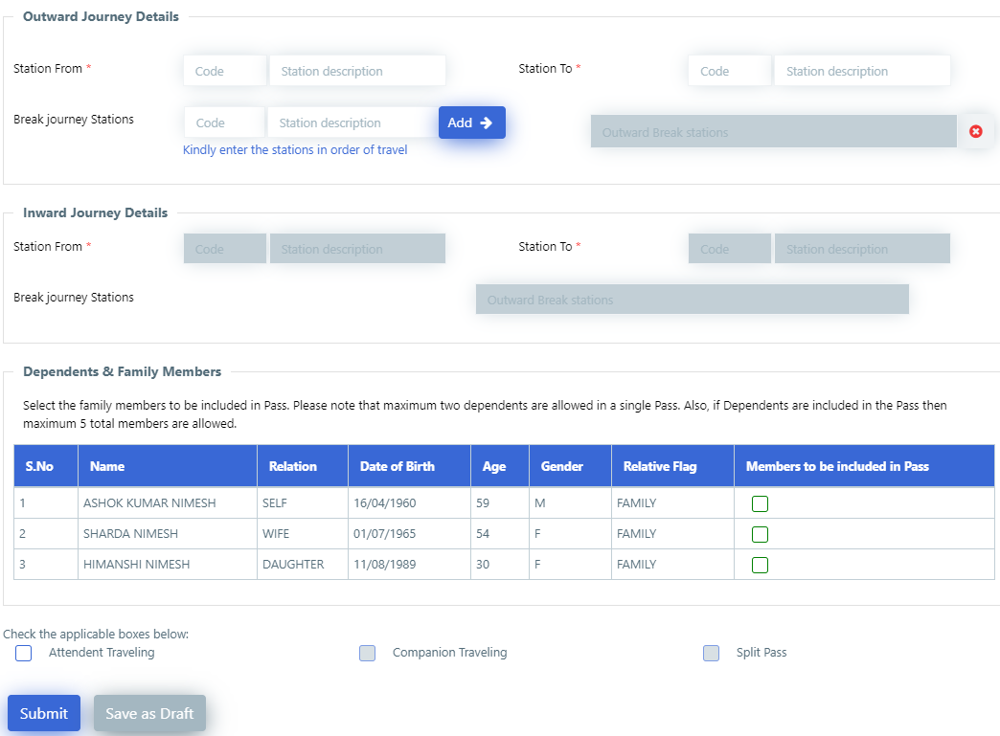 Outward Journey Details
Station From * Code Station description Station To * Code Station description
Break journey Stations Code Station description Add Outward Break stations
Kindly enter the stations in order of travel
Inward Journey Details
Station From * Code Station description Station To * Code Station description
Break journey Stations Outward Break stations
Dependents & Family Members
Select the family members to be included in Pass. Please note that maximum two dependents are allowed in a single Pass. Also, if Dependents are included in the Pass then
maximum 5 total members are allowed.
S.No Name Relation Date of Birth Age Gender Relative Flag Members to be included in Pass
1 ASHOK KUMAR NIMESH SELF 16/04/1960 59 M FAMILY
2 SHARDA NIMESH WIFE 01/07/1965 54 F FAMILY
3 HIMANSHI NIMESH DAUGHTER 11/08/1989 30 F FAMILY
Check the applicable boxes below:
Attendent Traveling Companion Traveling Split Pass
Submit Save as Draft